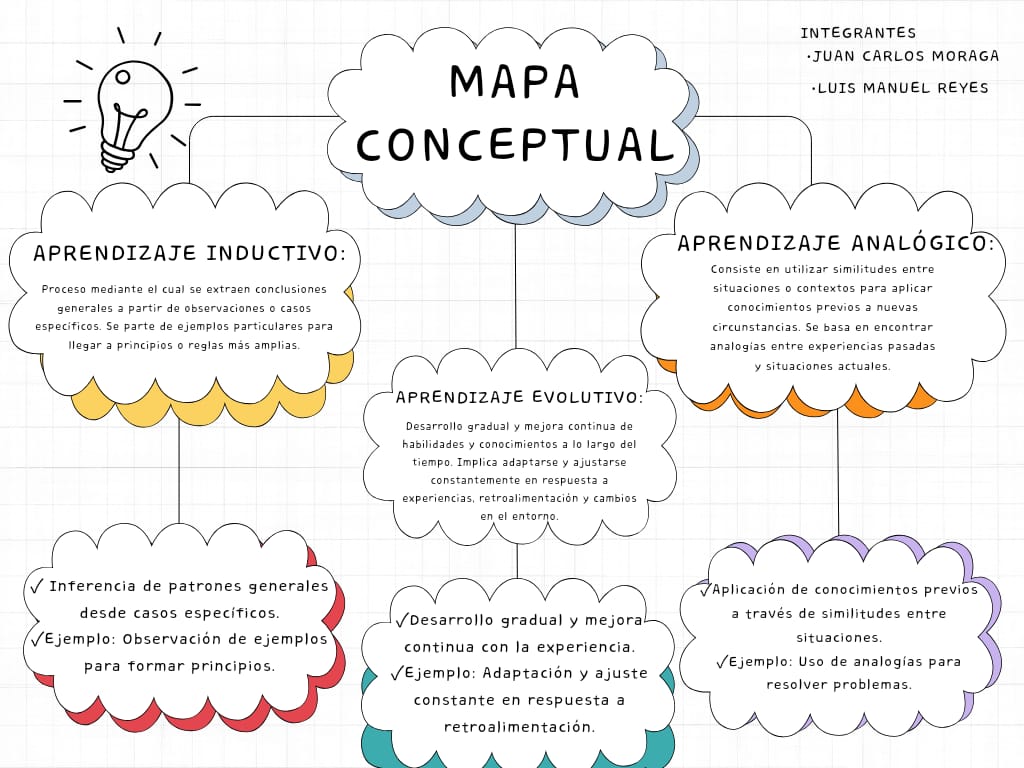 MAPA
CONCEPTUAL
INTEGRANTES
·JUAN CARLOS MORAGA
·LUIS MANUEL REYES
APRENDIZAJE INDUCTIVO:
Proceso mediante el cual se extraen conclusiones
generales a partir de observaciones o casos
específicos. Se parte de ejemplos particulares para
llegar a principios o reglas más amplias.
✓ Inferencia de patrones generales
desde casos específicos.
✓Ejemplo: Observación de ejemplos
para formar principios.
APRENDIZAJE EVOLUTIVO:
Desarrollo gradual y mejora continua de
habilidades y conocimientos a lo largo del
tiempo. Implica adaptarse y ajustarse
constantemente en respuesta a
experiencias, retroalimentación y cambios
en el entorno.
✓Desarrollo gradual y mejora
continua con la experiencia.
✓Ejemplo: Adaptación y ajuste
constante en respuesta a
retroalimentación.
APRENDIZAJE ANALÓGICO:
Consiste en utilizar similitudes entre
situaciones o contextos para aplicar
conocimientos previos a nuevas
circunstancias. Se basa en encontrar
analogías entre experiencias pasadas
y situaciones actuales.
✓Aplicación de conocimientos previos
a través de similitudes entre
situaciones.
✓Ejemplo: Uso de analogías para
resolver problemas.